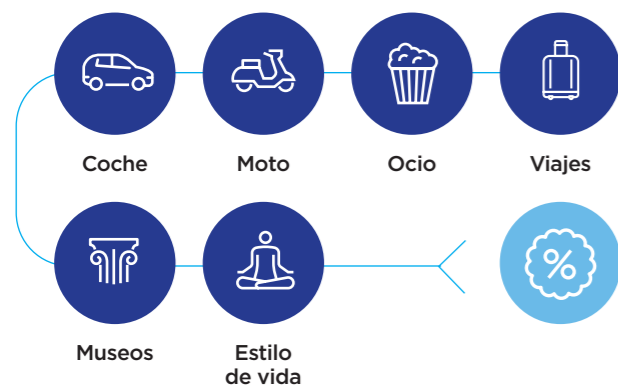 Coche
Moto
Ocio
Viajes
%
Museos
Estilo
de vida